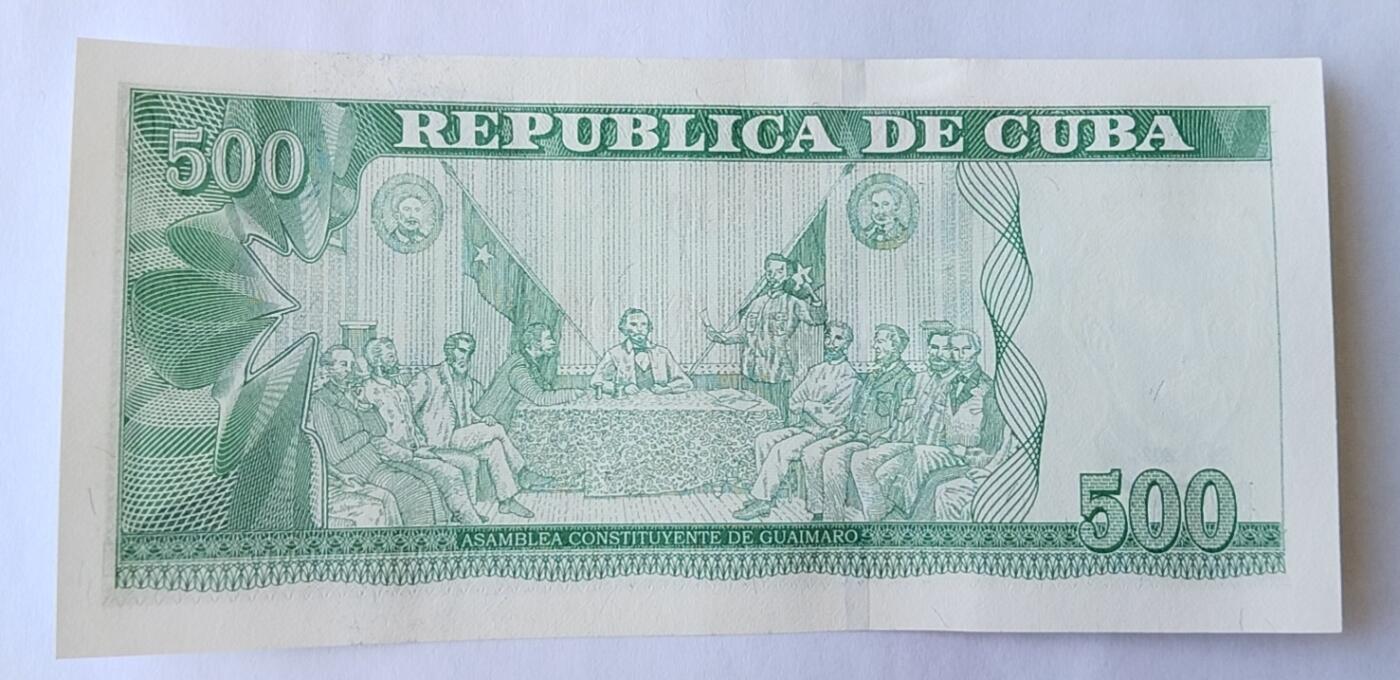 500
REPUBLICA DE CUBA
ASAMBLEA CONSTITUYENTE DE GUAIMARO
500